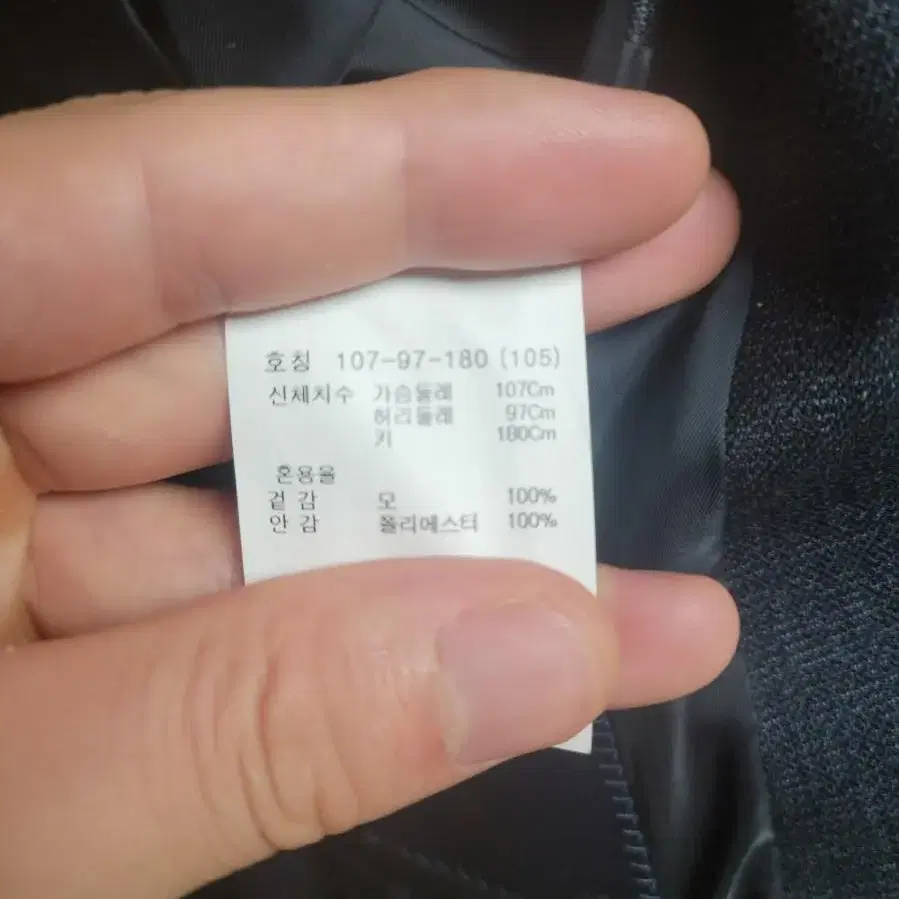 호칭 107-97-180 (105)
신체치수 가슴둘레 107Cm
허리둘레 97Cm
키 180Cm
혼용율
겉감 모 100%
안감 폴리에스터 100%